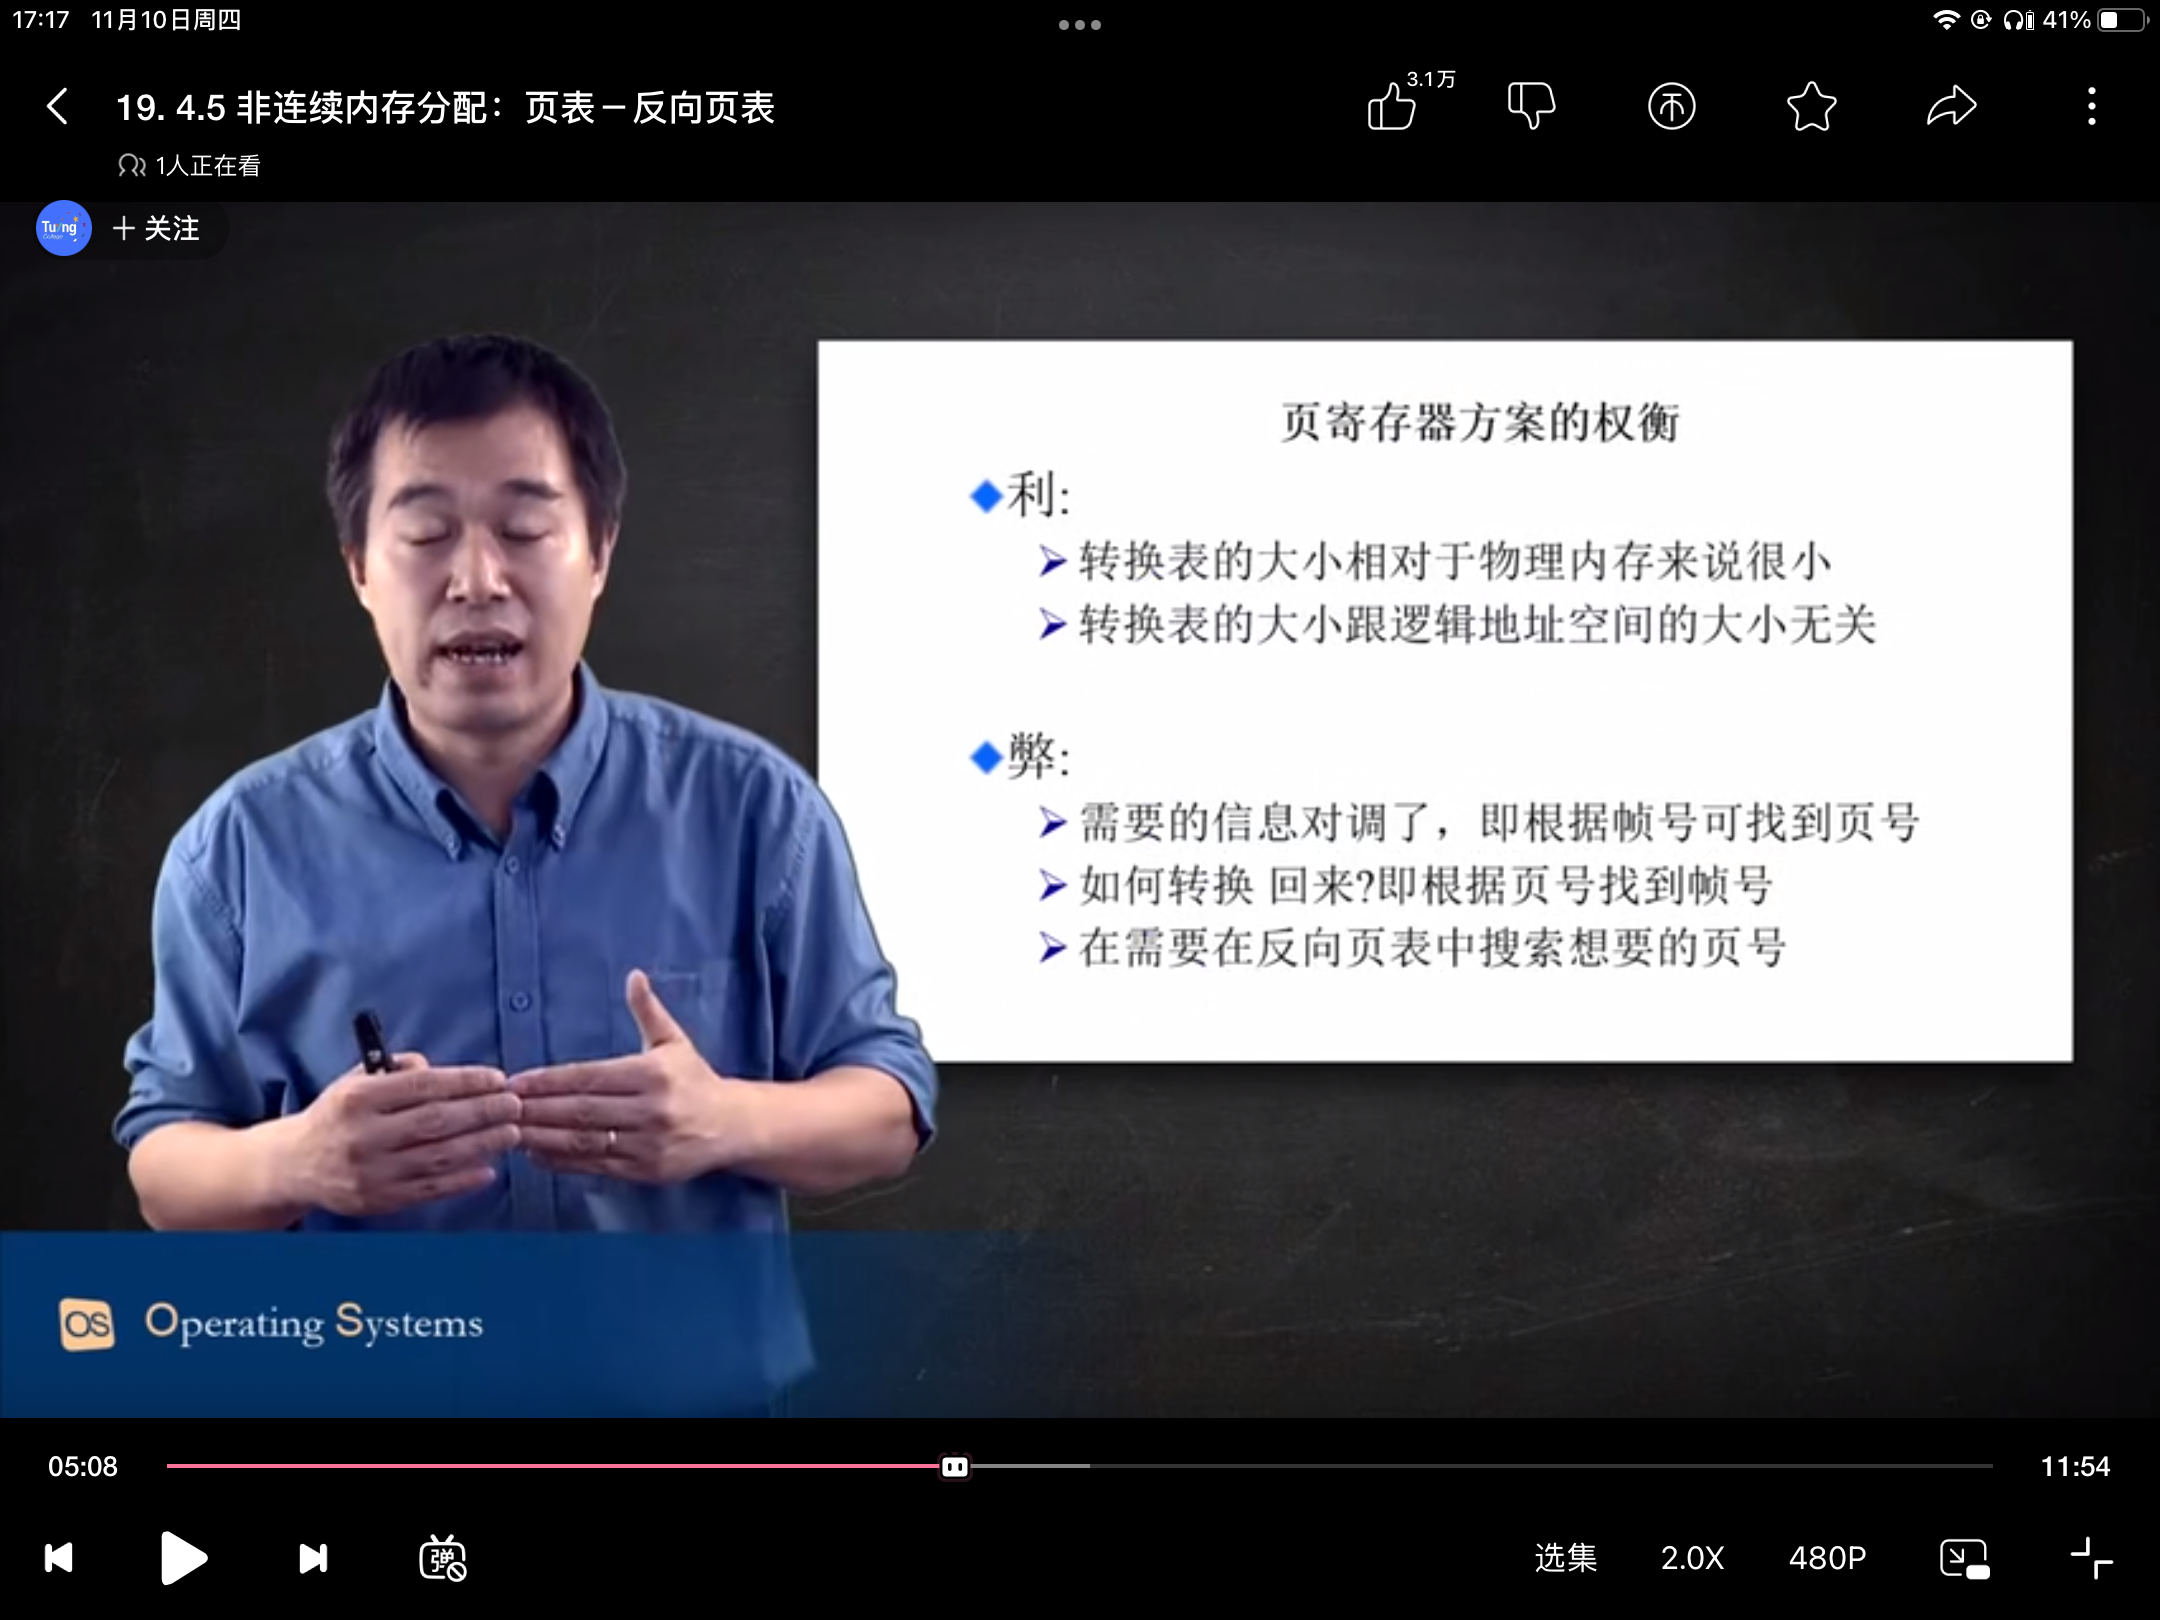 17:17 11月10日周四
41%
19. 4.5 非连续内存分配：页表－反向页表
3.1万
1人正在看
Turing
College
＋ 关注
页寄存器方案的权衡
利:
转换表的大小相对于物理内存来说很小
转换表的大小跟逻辑地址空间的大小无关
弊:
需要的信息对调了，即根据帧号可找到页号
如何转换 回来?即根据页号找到帧号
在需要在反向页表中搜索想要的页号
OS Operating Systems
05:08
11:54
弹
选集 2.0X 480P